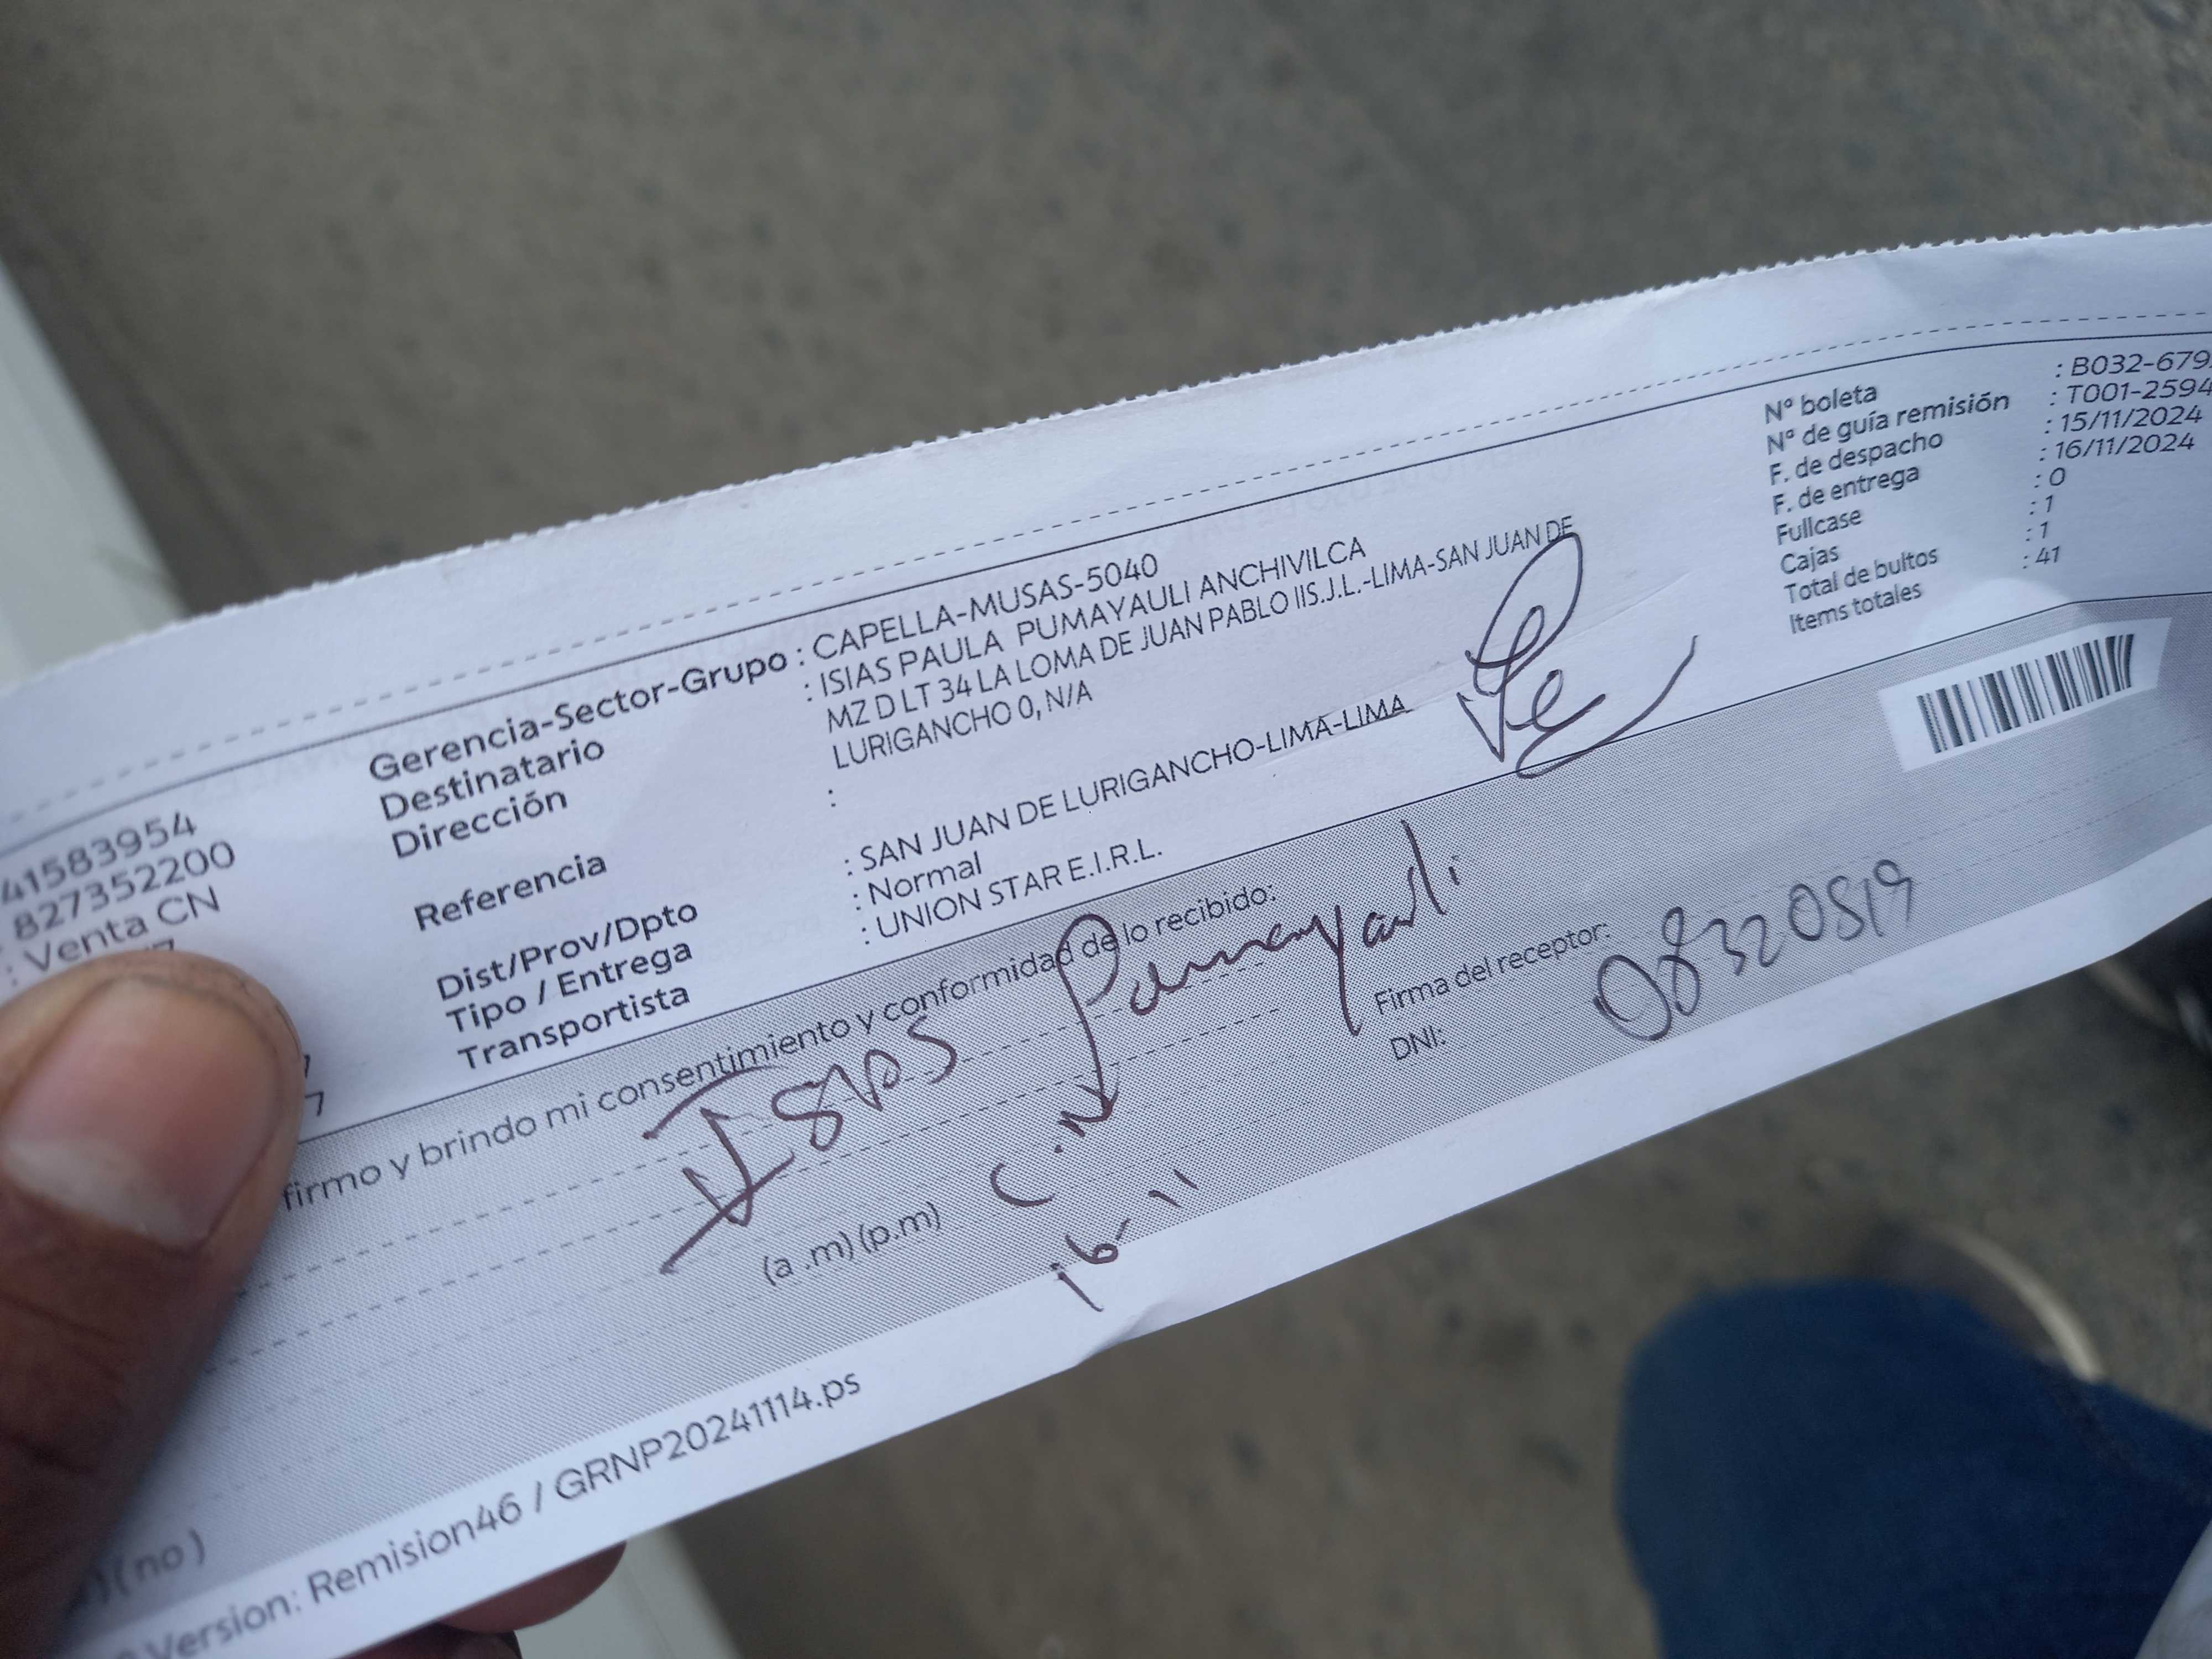 41583954
: 827352200
: Venta CN
Gerencia-Sector-Grupo : CAPELLA-MUSAS-5040
Destinatario : ISIAS PAULA PUMAYAULI ANCHIVILCA
Dirección MZ D LT 34 LA LOMA DE JUAN PABLO IIS.J.L.-LIMA-SAN JUAN DE
LURIGANCHO 0, N/A
Referencia :
Dist/Prov/Dpto : SAN JUAN DE LURIGANCHO-LIMA-LIMA
Tipo / Entrega : Normal
Transportista : UNION STAR E.I.R.L.
Nº boleta : B032-679
Nº de guía remisión : T001-2594
F. de despacho : 15/11/2024
F. de entrega : 16/11/2024
Fullcase : 0
Cajas : 1
Total de bultos : 1
Items totales : 41
firmo y brindo mi consentimiento y conformidad de lo recibido:
Pumayauli
Firma del receptor:
DNI: 08320819
(a .m) (p.m)
16-11
) ( no )
Version: Remision46 / GRNP20241114.ps